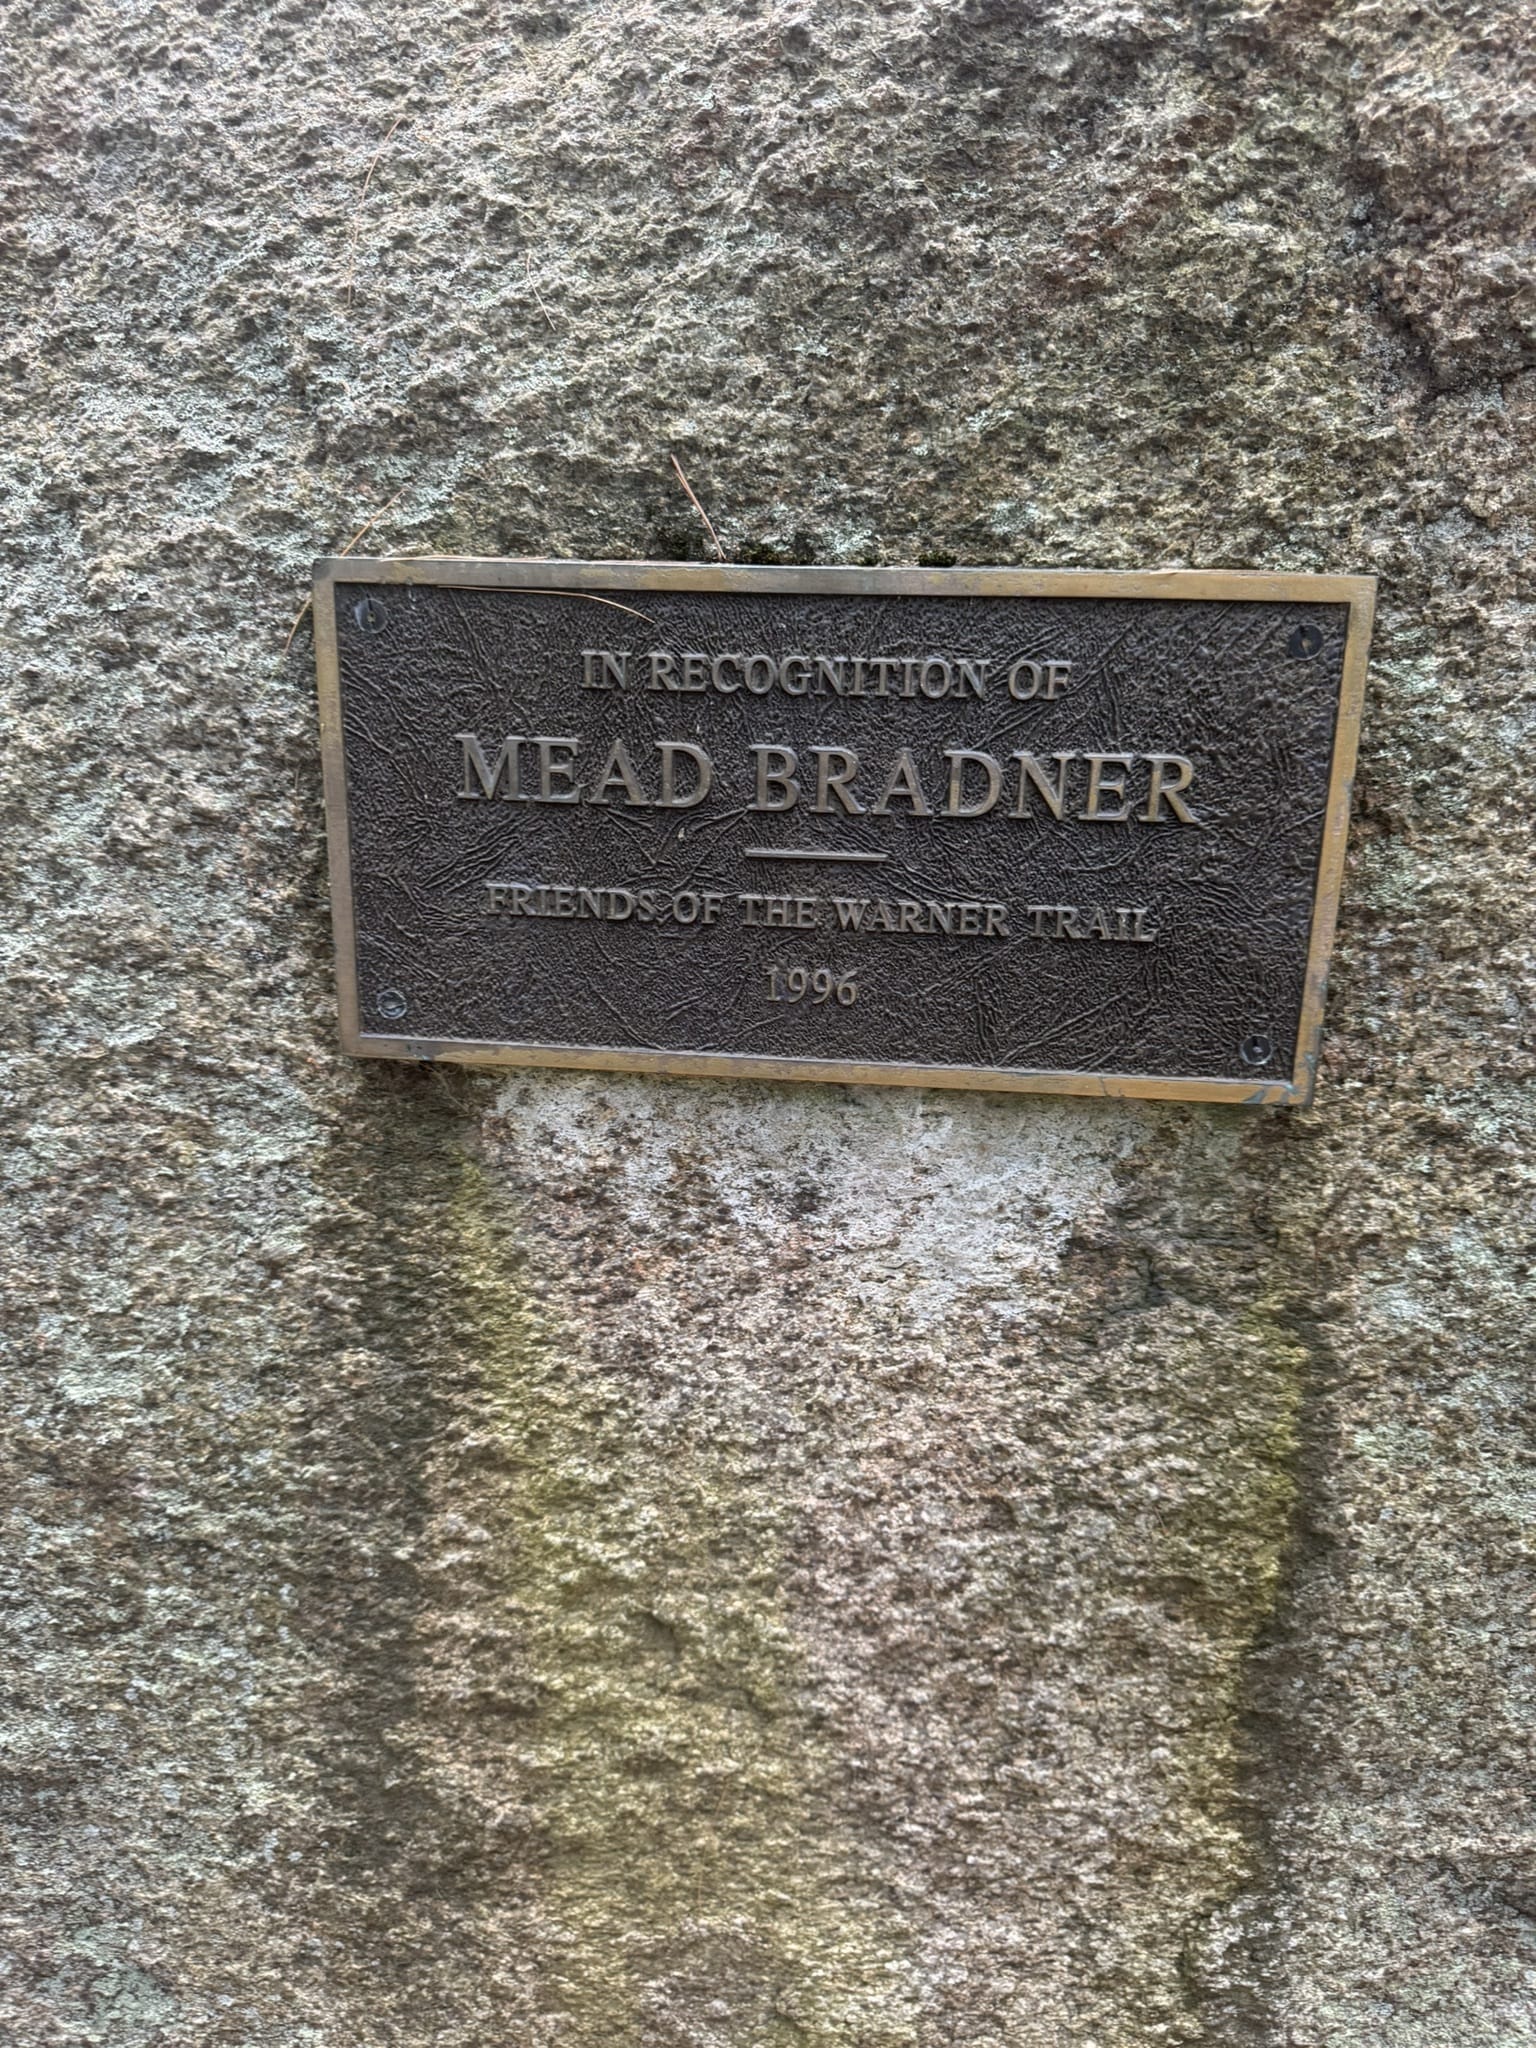 IN RECOGNITION OF
MEAD BRADNER
FRIENDS OF THE WARNER TRAIL
1996